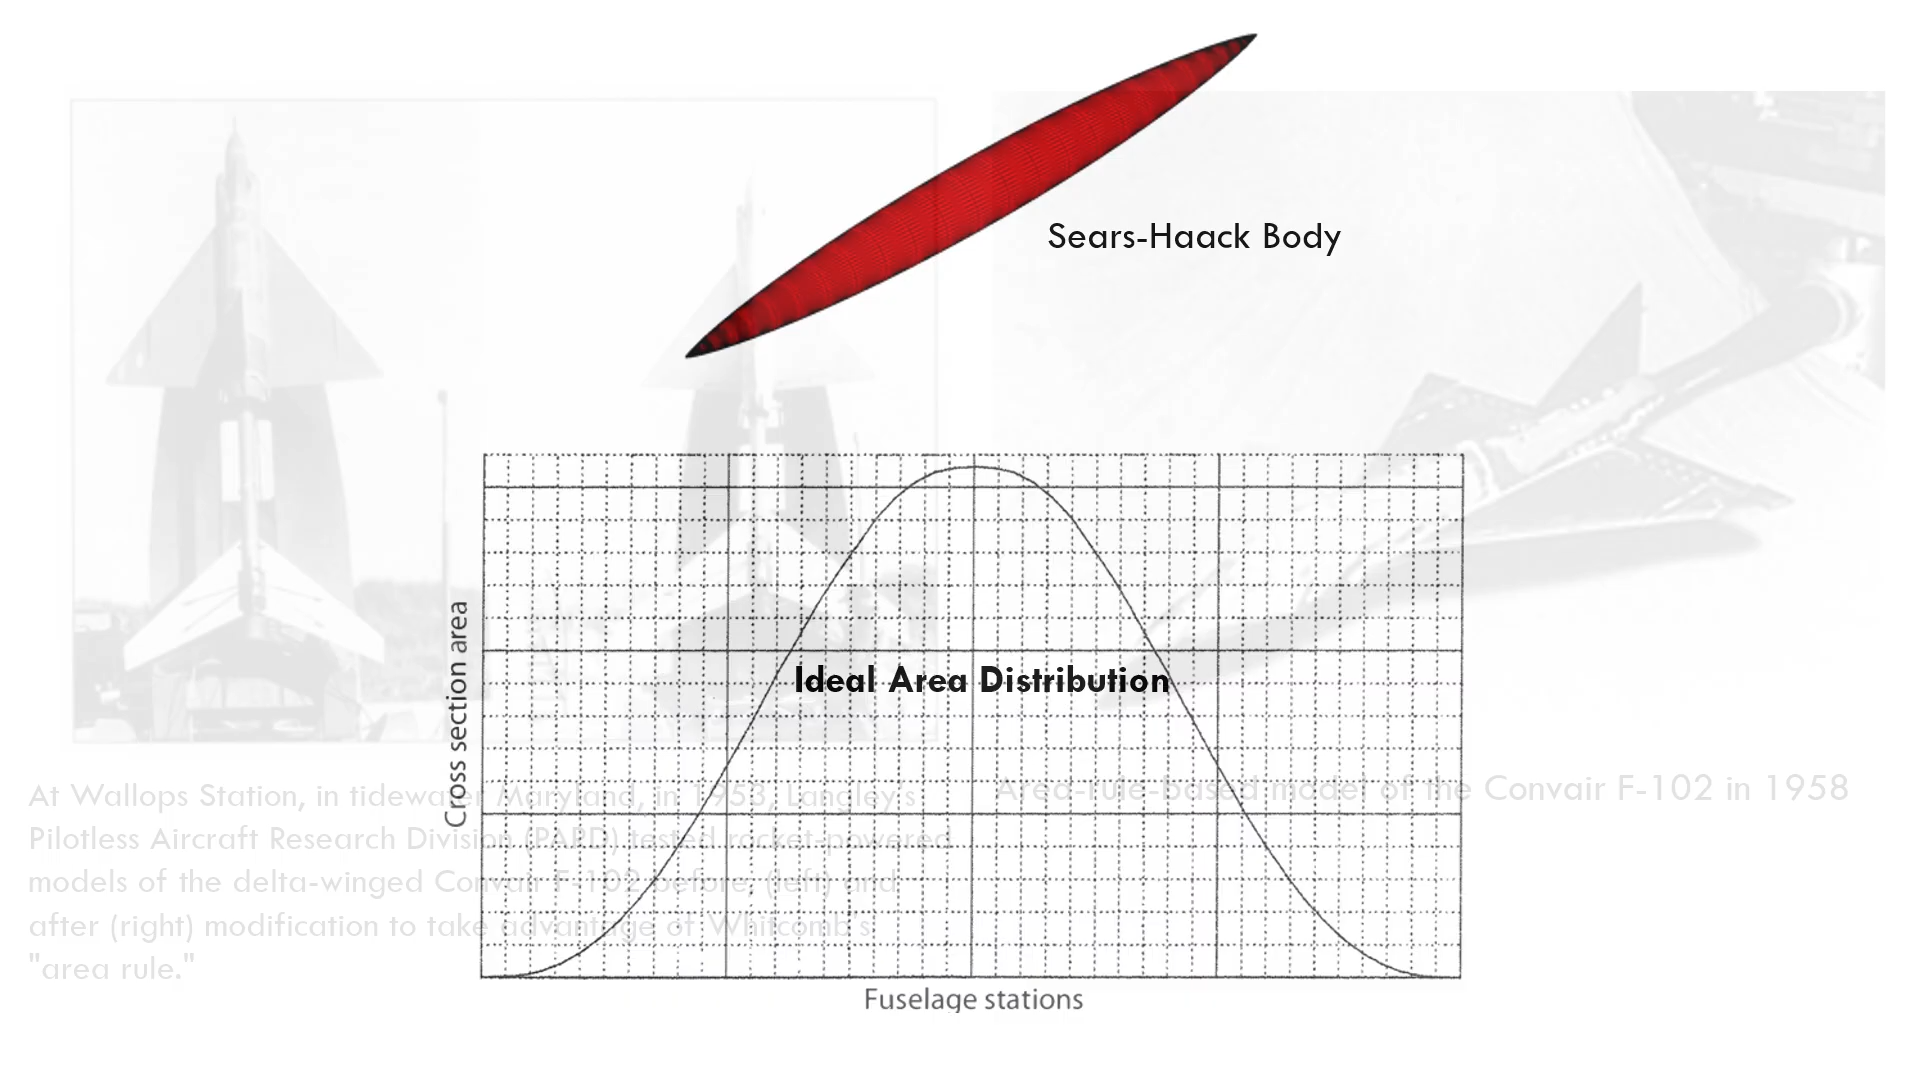 Sears-Haack Body
Ideal Area Distribution
Cross section area
Fuselage stations
At Wallops Station, in tidewater Maryland, in 1953, Langley's
Pilotless Aircraft Research Division (PARD) tested rocket-powered
models of the delta-winged Convair F-102 before, (left) and
after (right) modification to take advantage of Whitcomb's
"area rule."
Area-rule-based model of the Convair F-102 in 1958